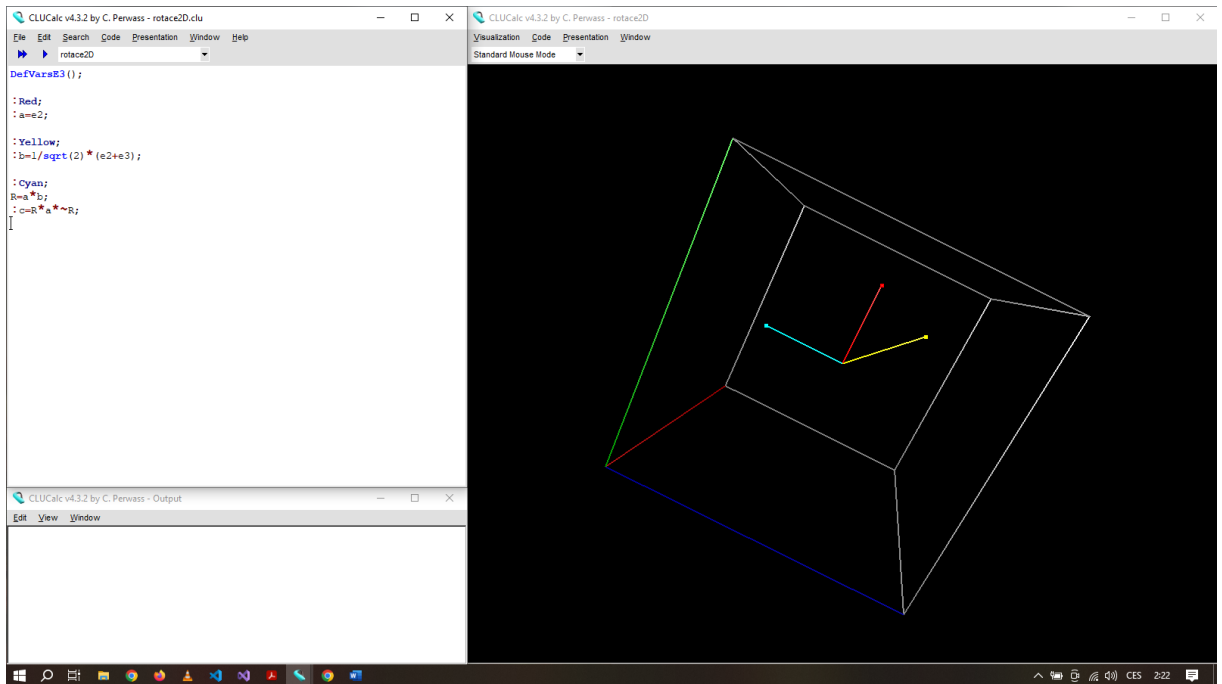 CLUCalc v4.3.2 by C. Perwass - rotace2D.clu
File Edit Search Code Presentation Window Help
rotace2D
DefVarsE3();
:Red;
:a=e2;
:Yellow;
:b=1/sqrt(2)*(e2+e3);
:Cyan;
R=a*b;
:c=R*a*~R;
CLUCalc v4.3.2 by C. Perwass - Output
Edit View Window
CLUCalc v4.3.2 by C. Perwass - rotace2D
Visualization Code Presentation Window
Standard Mouse Mode
CES 2:22